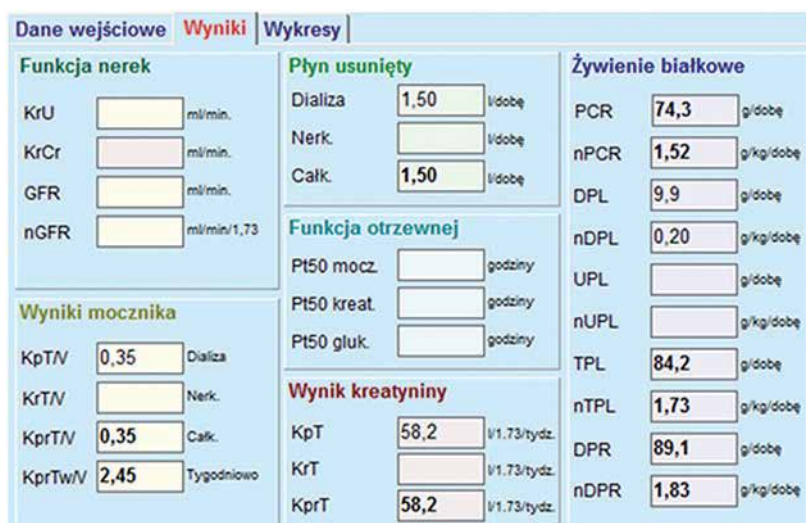 Dane wejściowe Wyniki Wykresy
Funkcja nerek
KrU ml/min.
KrCr ml/min.
GFR ml/min.
nGFR ml/min/1,73
Wyniki mocznika
KpT/V 0,35 Dializa
KrT/V Nerk.
KprT/V 0,35 Całk.
KprTw/V 2,45 Tygodniowo
Płyn usunięty
Dializa 1,50 l/dobę
Nerk. l/dobę
Całk. 1,50 l/dobę
Funkcja otrzewnej
Pt50 mocz. godziny
Pt50 kreat. godziny
Pt50 gluk. godziny
Wynik kreatyniny
KpT 58,2 l/1.73/tydz.
KrT l/1.73/tydz.
KprT 58,2 l/1.73/tydz.
Żywienie białkowe
PCR 74,3 g/dobę
nPCR 1,52 g/kg/dobę
DPL 9,9 g/dobę
nDPL 0,20 g/kg/dobę
UPL g/dobę
nUPL g/kg/dobę
TPL 84,2 g/dobę
nTPL 1,73 g/kg/dobę
DPR 89,1 g/dobę
nDPR 1,83 g/kg/dobę